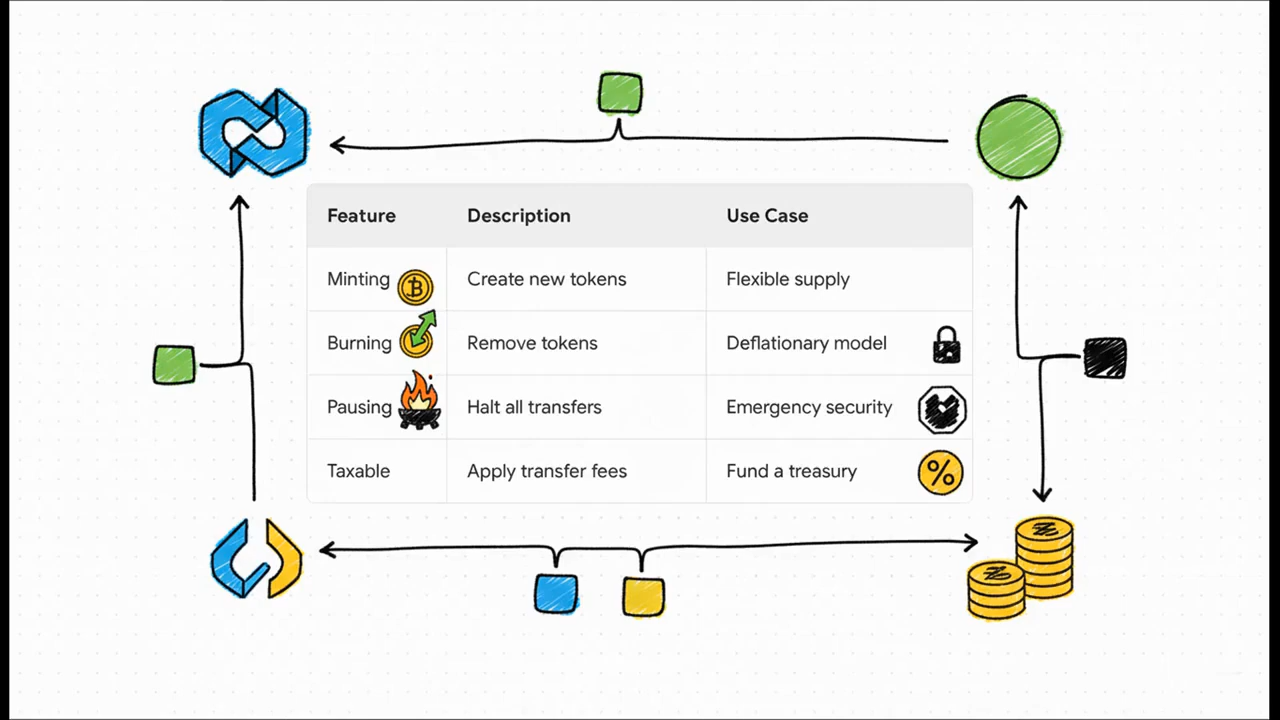 Feature Description Use Case
Minting Create new tokens Flexible supply
Burning Remove tokens Deflationary model
Pausing Halt all transfers Emergency security
Taxable Apply transfer fees Fund a treasury
%